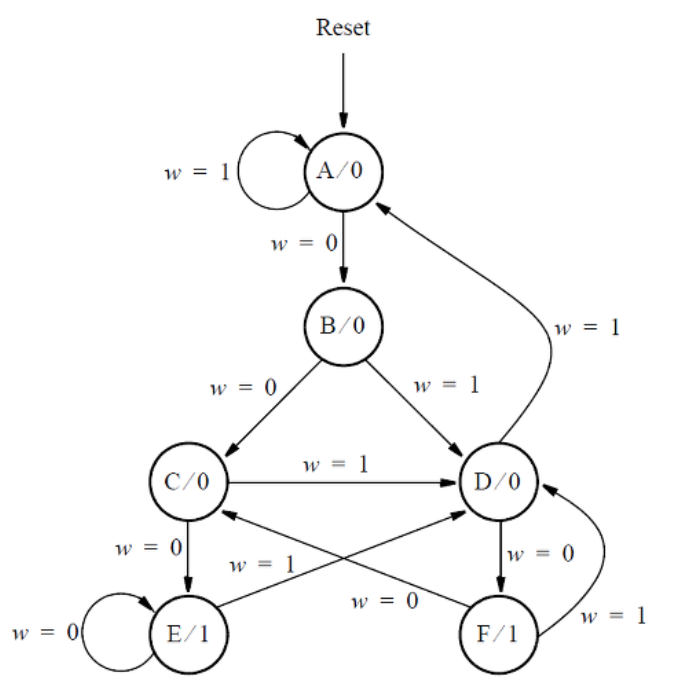 Reset
w = 1
A/0
w = 0
B/0
w = 1
w = 0
w = 1
w = 1
C/0
D/0
w = 0
w = 1
w = 0
w = 0
w = 1
w = 0
E/1
F/1